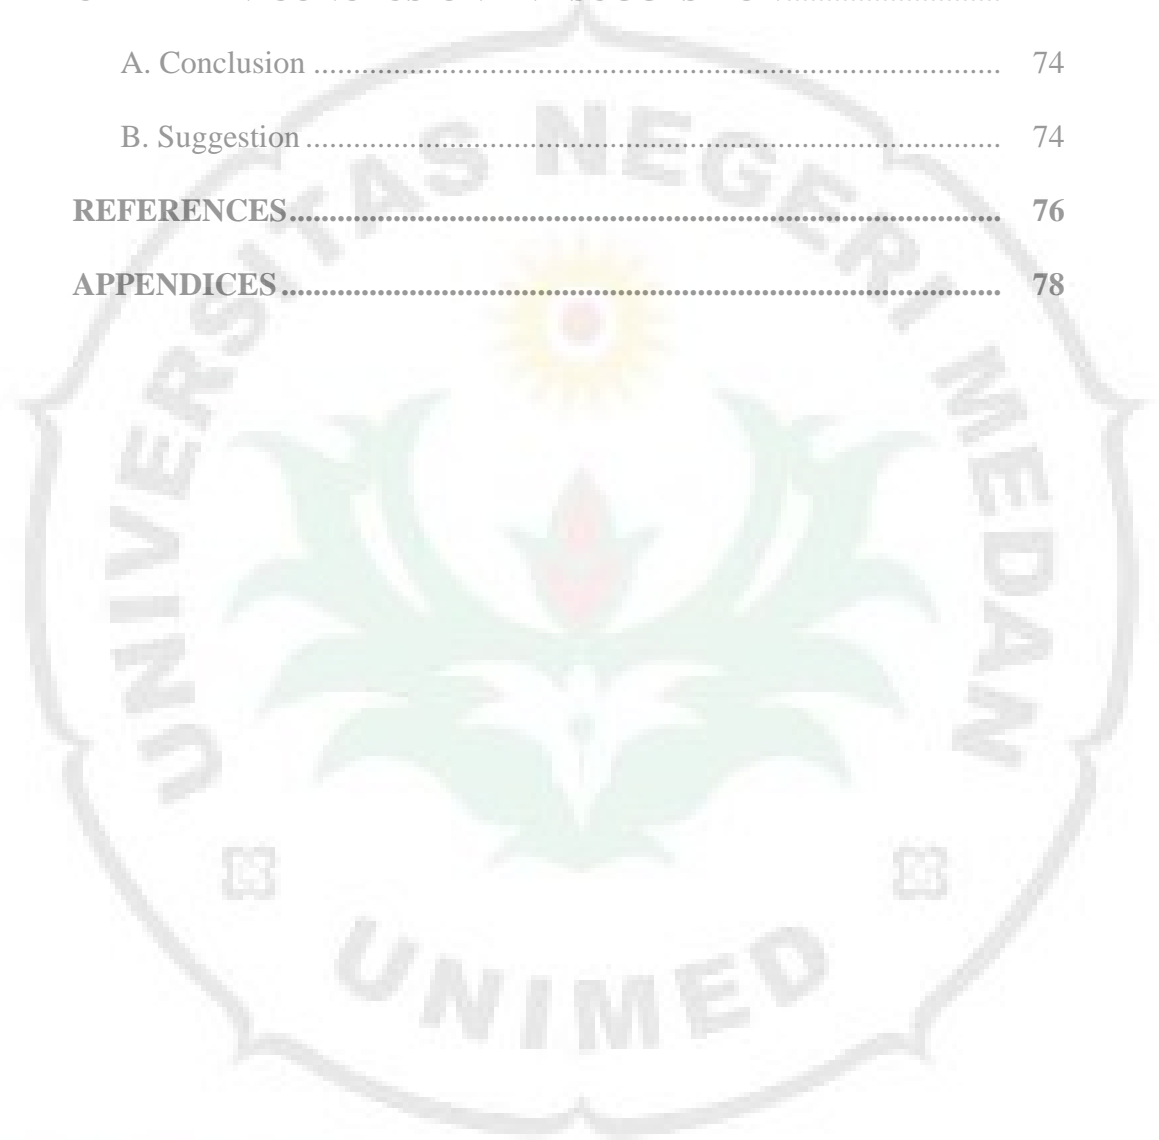 A. Conclusion ........................................................................................ 74
B. Suggestion ......................................................................................... 74
REFERENCES........................................................................................... 76
APPENDICES ............................................................................................ 78
UNIVERSITAS NEGERI MEDAN
UNIMED